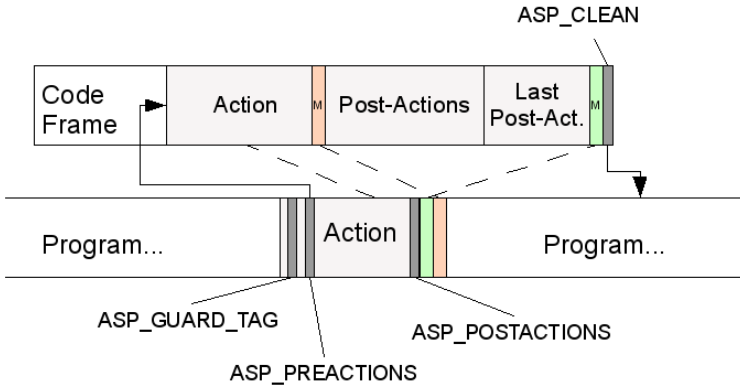 ASP_CLEAN
Code
Frame
Action
M
Post-Actions
Last
Post-Act.
M
Program...
Action
Program...
ASP_GUARD_TAG
ASP_POSTACTIONS
ASP_PREACTIONS